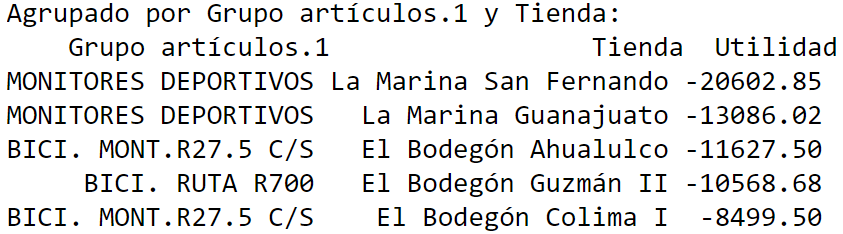 Agrupado por Grupo artículos.1 y Tienda:
Grupo artículos.1 Tienda Utilidad
MONITORES DEPORTIVOS La Marina San Fernando -20602.85
MONITORES DEPORTIVOS La Marina Guanajuato -13086.02
BICI. MONT.R27.5 C/S El Bodegón Ahualulco -11627.50
BICI. RUTA R700 El Bodegón Guzmán II -10568.68
BICI. MONT.R27.5 C/S El Bodegón Colima I -8499.50